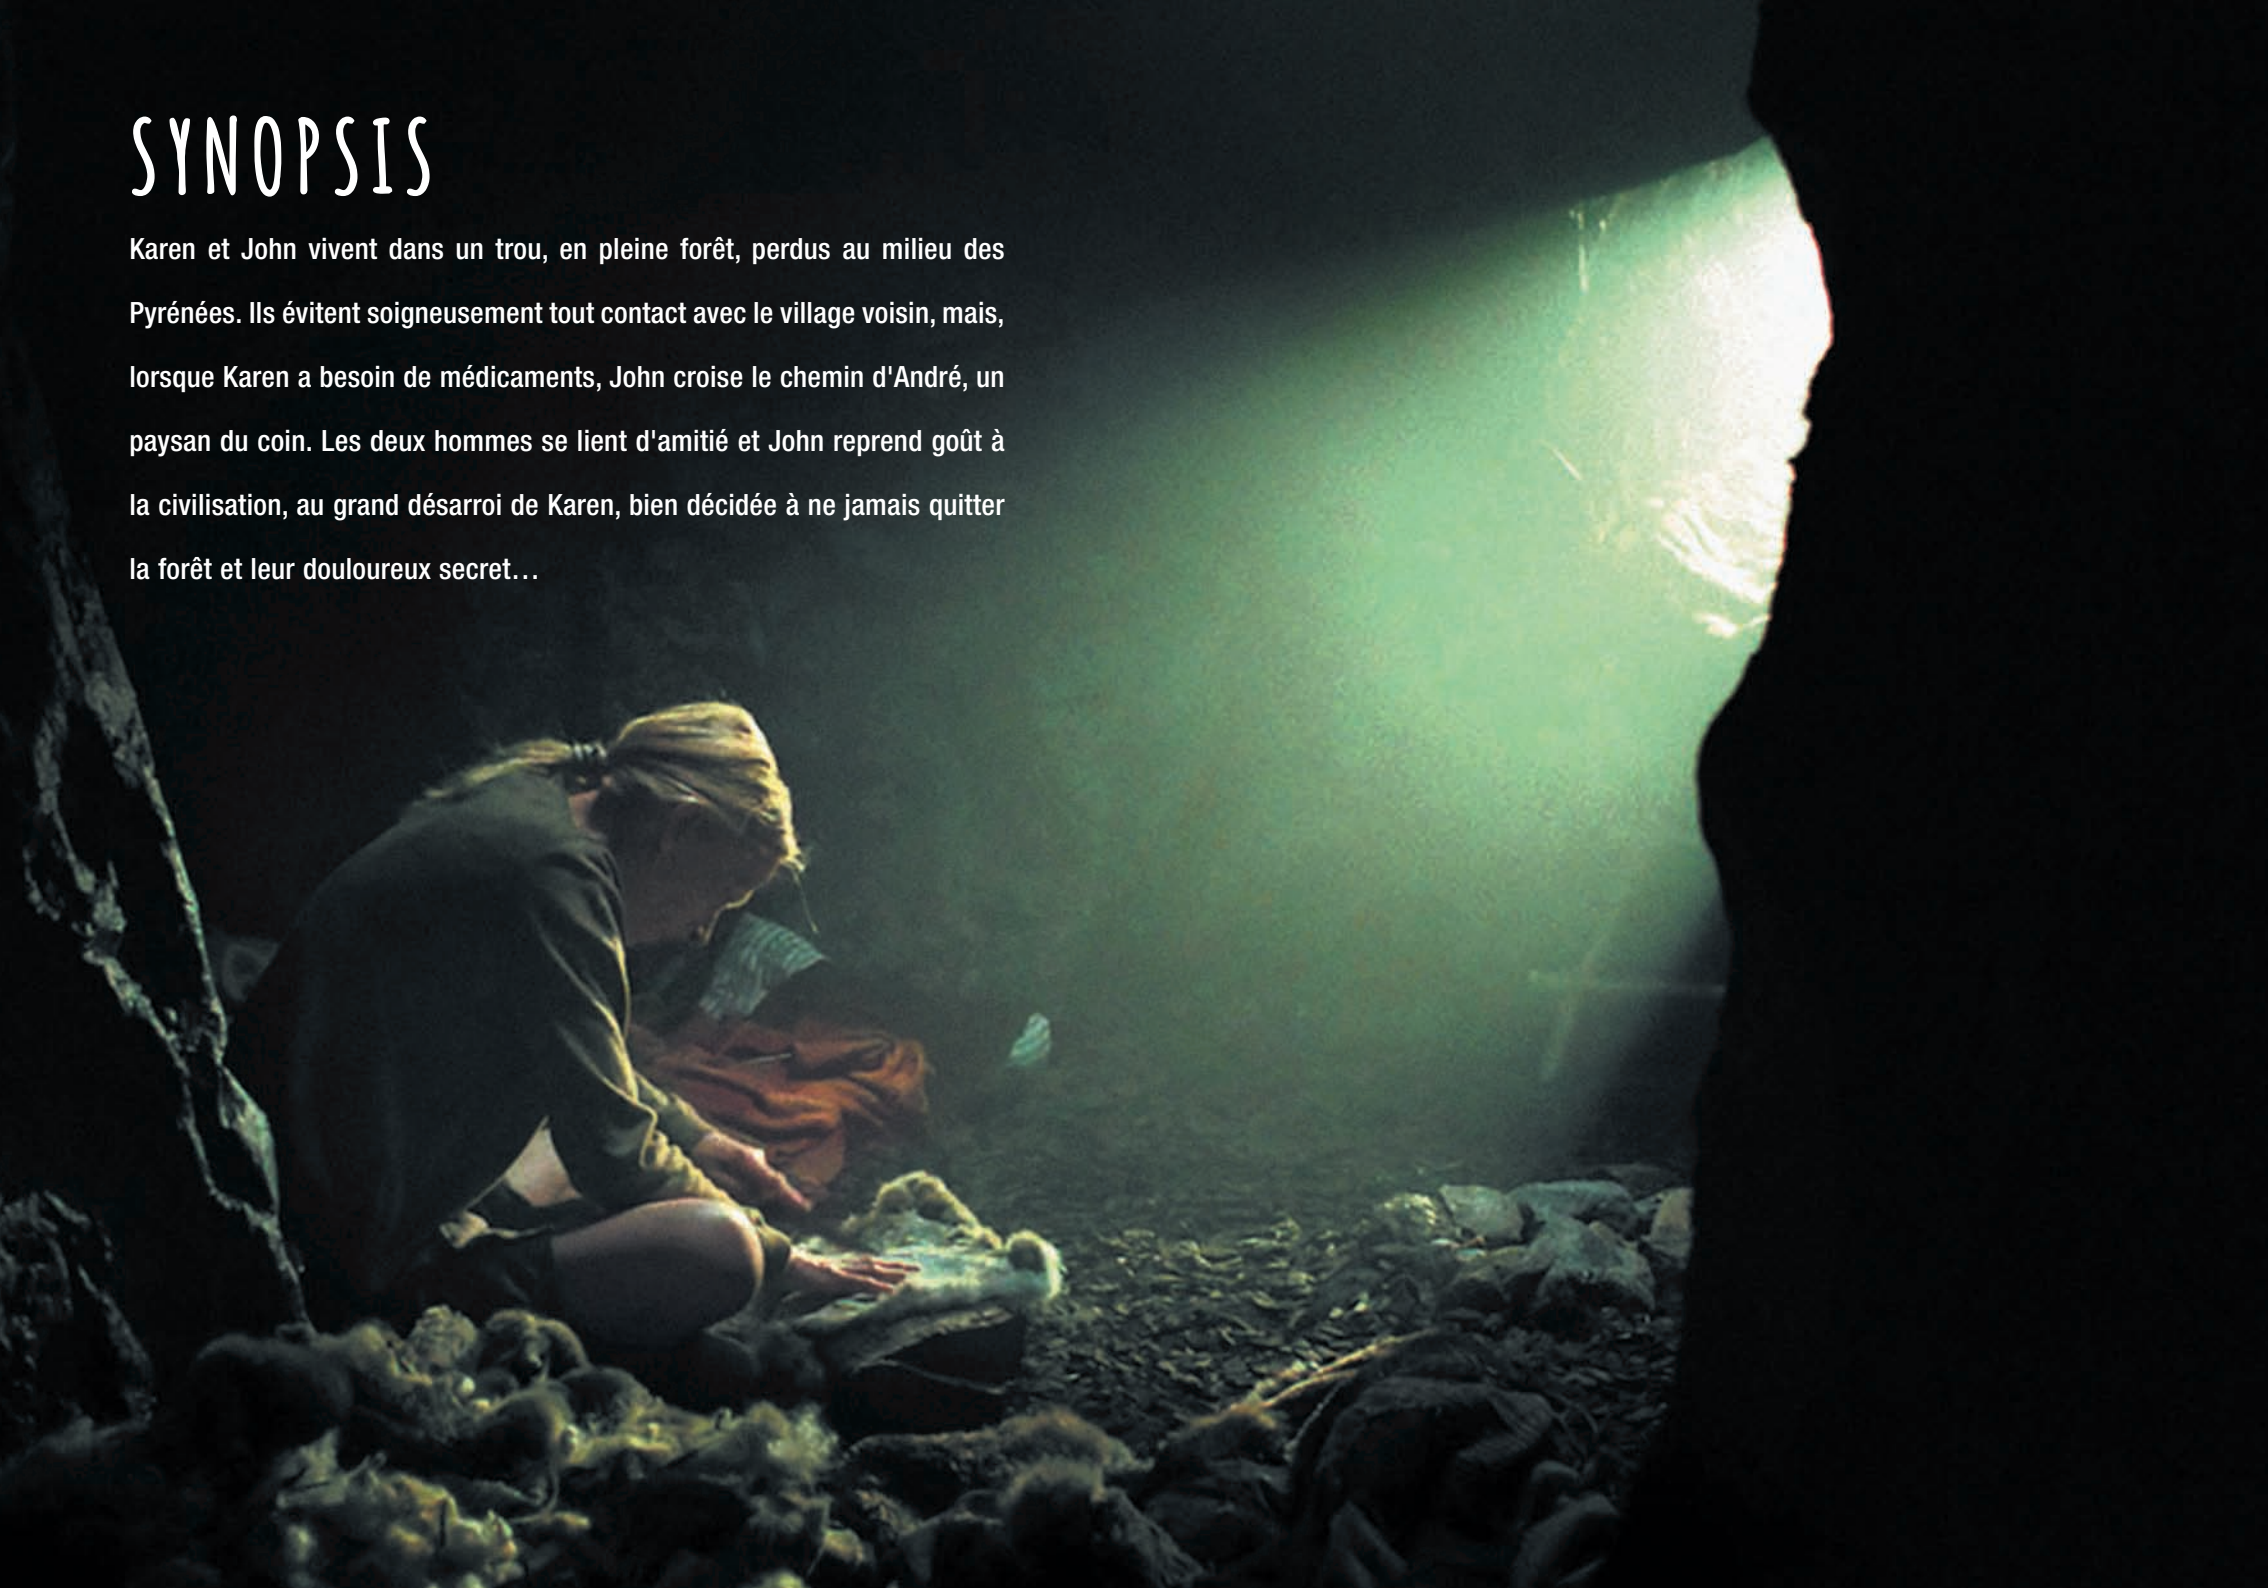 SYNOPSIS
Karen et John vivent dans un trou, en pleine forêt, perdus au milieu des
Pyrénées. Ils évitent soigneusement tout contact avec le village voisin, mais,
lorsque Karen a besoin de médicaments, John croise le chemin d'André, un
paysan du coin. Les deux hommes se lient d'amitié et John reprend goût à
la civilisation, au grand désarroi de Karen, bien décidée à ne jamais quitter
la forêt et leur douloureux secret…